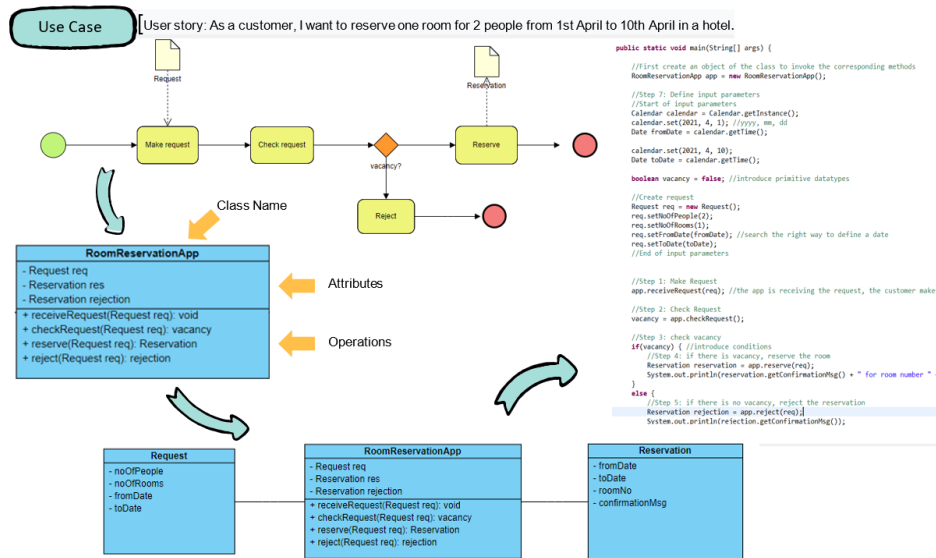 Use Case
[User story: As a customer, I want to reserve one room for 2 people from 1st April to 10th April in a hotel.
Request
Reservation
Make request
Check request
vacancy?
Reserve
Reject
Class Name
RoomReservationApp
- Request req
- Reservation res
- Reservation rejection
+ receiveRequest(Request req): void
+ checkRequest(Request req): vacancy
+ reserve(Request req): Reservation
+ reject(Request req): rejection
Attributes
Operations
public static void main(String[] args) {
//First create an object of the class to invoke the corresponding methods
RoomReservationApp app = new RoomReservationApp();
//Step 7: Define input parameters
//Start of input parameters
Calendar calendar = Calendar.getInstance();
calendar.set(2021, 4, 1); //yyyy, mm, dd
Date fromDate = calendar.getTime();
calendar.set(2021, 4, 10);
Date toDate = calendar.getTime();
boolean vacancy = false; //introduce primitive datatypes
//Create request
Request req = new Request();
req.setNoOfPeople(2);
req.setNoOfRooms(1);
req.setFromDate(fromDate); //search the right way to define a date
req.setToDate(toDate);
//End of input parameters
//Step 1: Make Request
app.receiveRequest(req); //the app is receiving the request, the customer make
//Step 2: Check Request
vacancy = app.checkRequest();
//Step 3: check vacancy
if(vacancy) { //introduce conditions
//Step 4: if there is vacancy, reserve the room
Reservation reservation = app.reserve(req);
System.out.println(reservation.getConfirmationMsg() + " for room number "
}
else {
//Step 5: if there is no vacancy, reject the reservation
Reservation rejection = app.reject(req);
System.out.println(rejection.getConfirmationMsg());
Request
- noOfPeople
- noOfRooms
- fromDate
- toDate
RoomReservationApp
- Request req
- Reservation res
- Reservation rejection
+ receiveRequest(Request req): void
+ checkRequest(Request req): vacancy
+ reserve(Request req): Reservation
+ reject(Request req): rejection
Reservation
- fromDate
- toDate
- roomNo
- confirmationMsg